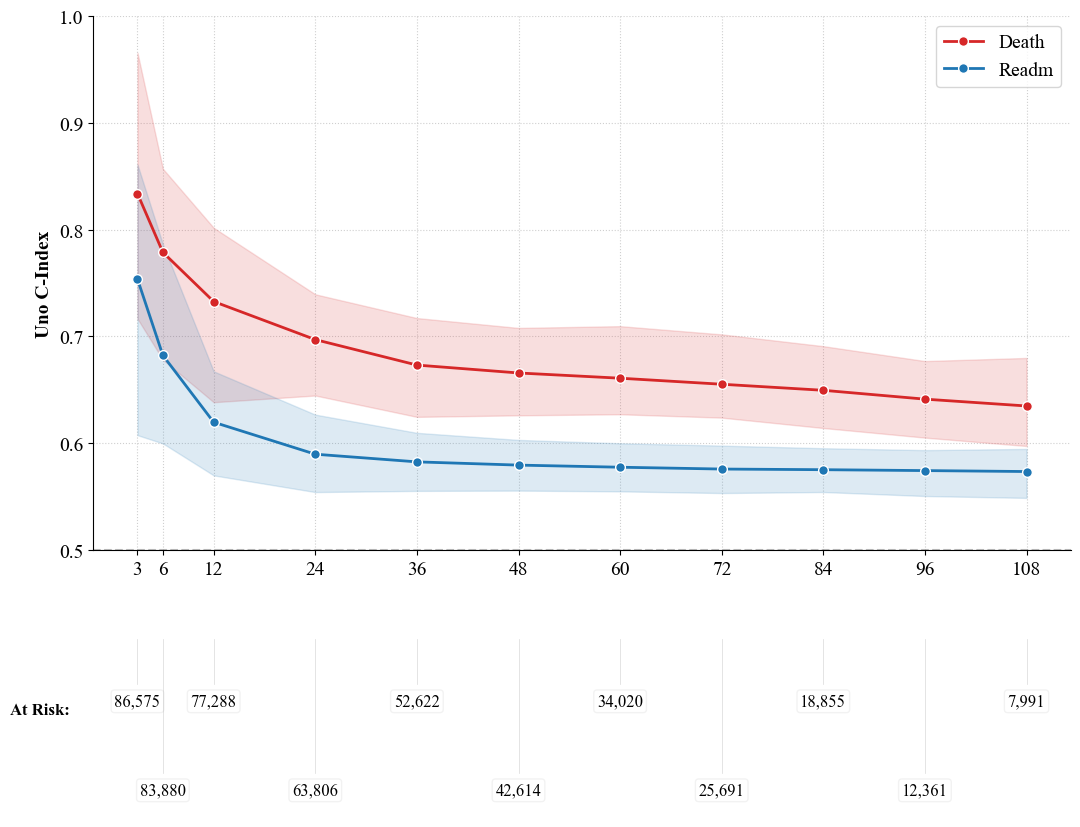 1.0
0.9
0.8
0.7
0.6
0.5
Uno C-Index
Death
Readm
3 6 12 24 36 48 60 72 84 96 108
At Risk:
86,575 77,288 52,622 34,020 18,855 7,991
83,880 63,806 42,614 25,691 12,361